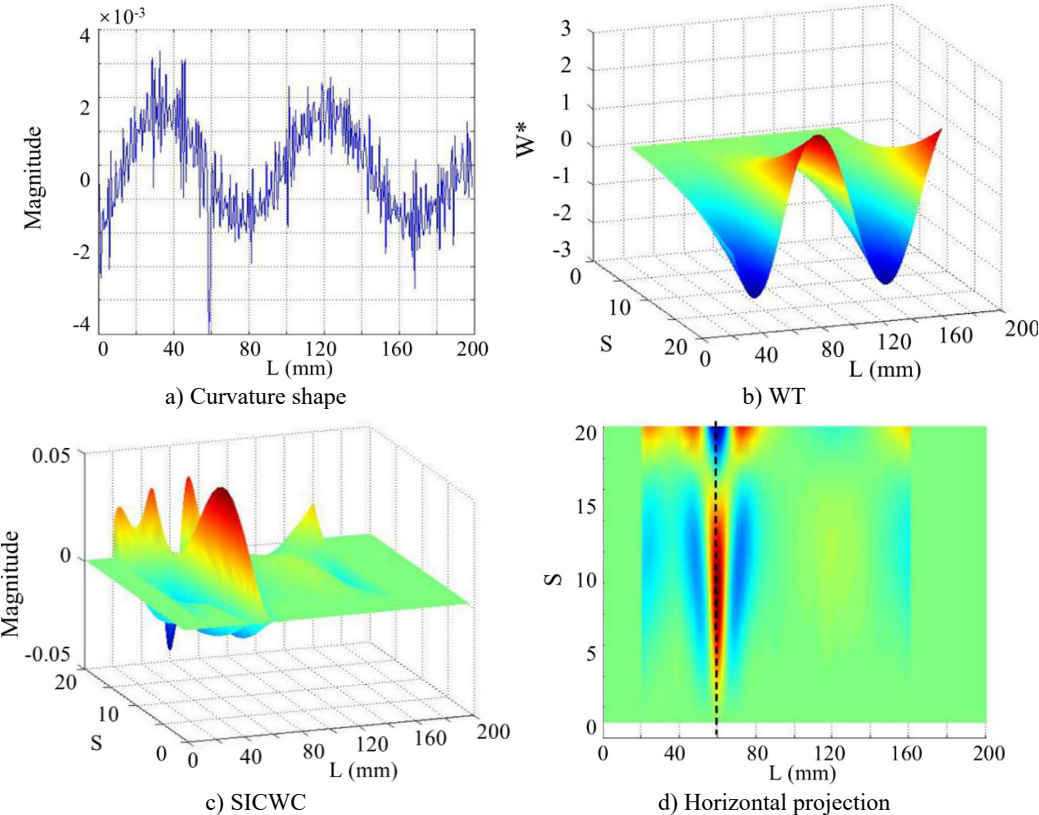 ×10-3
4
2
0
-2
-4
Magnitude
0 40 80 120 160 200
L (mm)
a) Curvature shape
3
2
1
0
-1
-2
-3
W*
0
10
20
S
0 40 80 120 160 200
L (mm)
b) WT
0.05
0
-0.05
Magnitude
20
10
0
S
0 40 80 120 160 200
L (mm)
c) SICWC
20
15
10
5
0
S
0 40 80 120 160 200
L (mm)
d) Horizontal projection